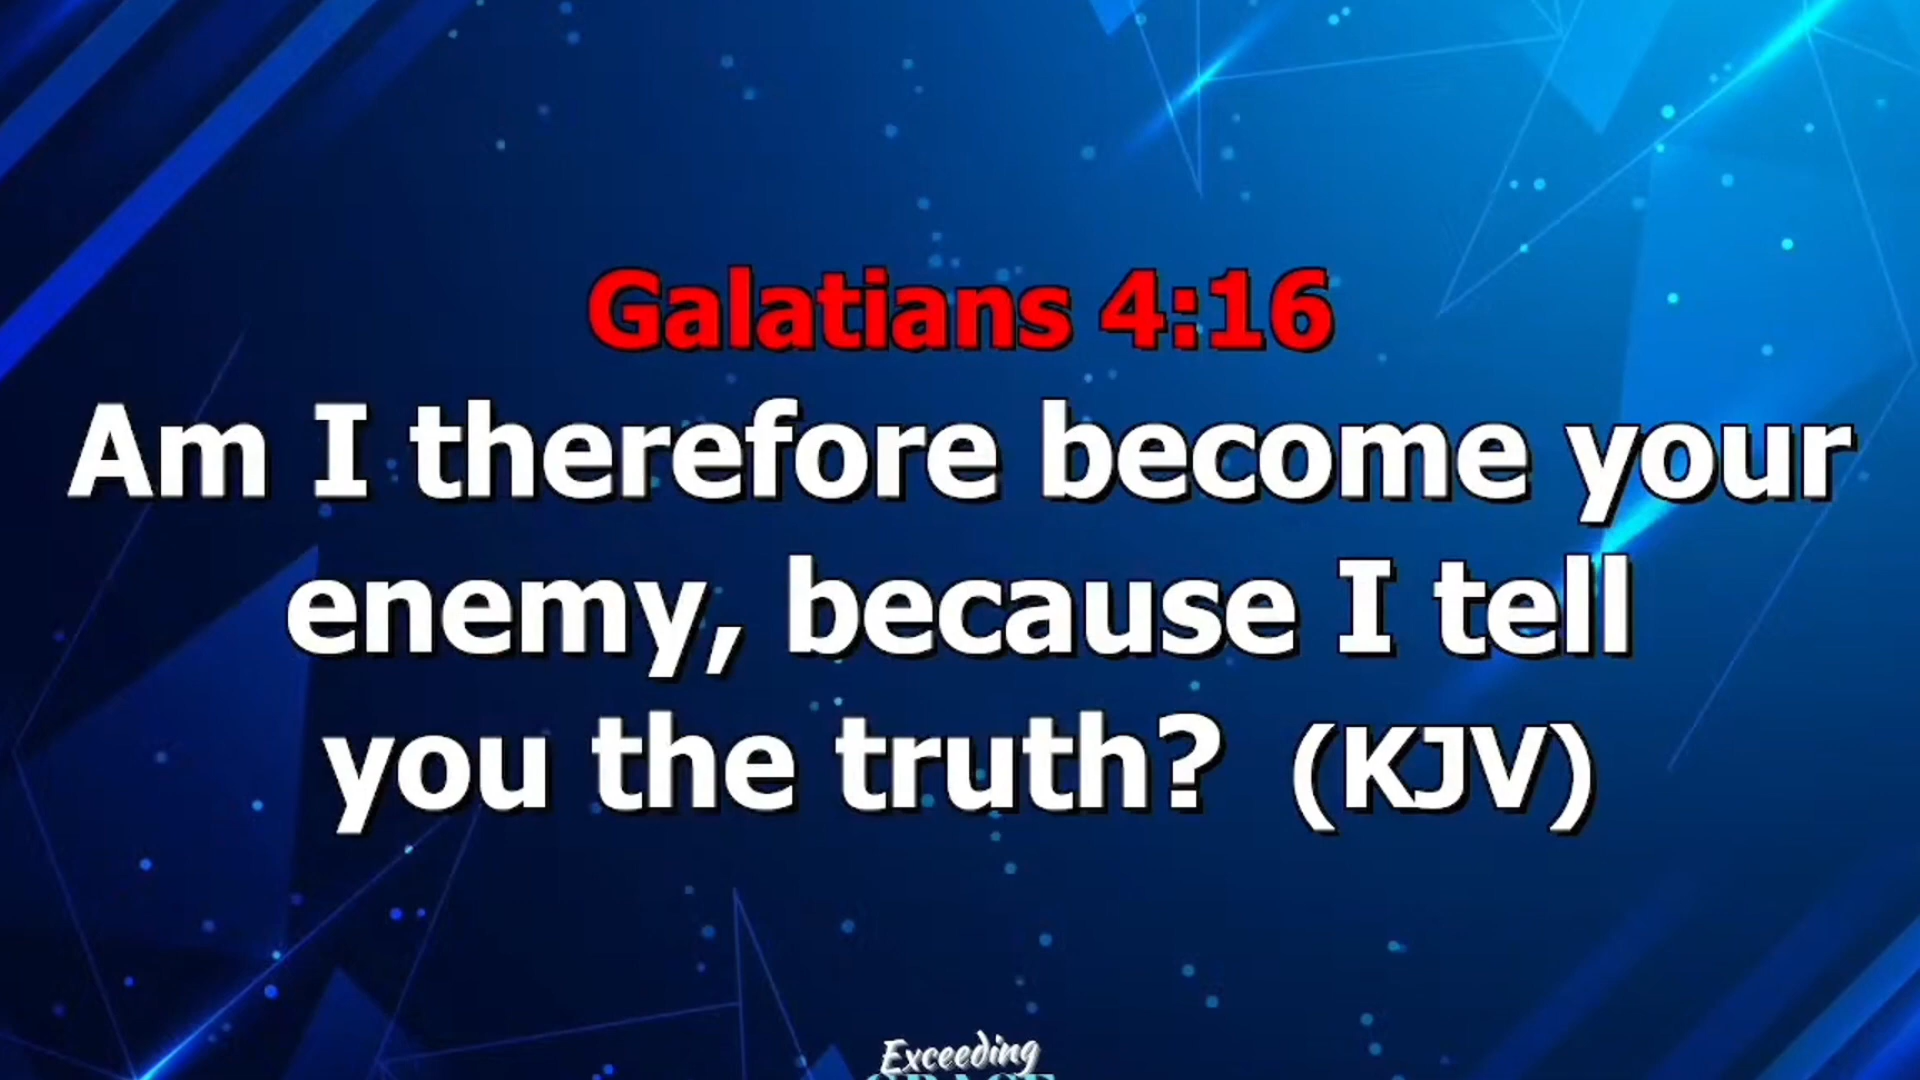 Galatians 4:16
Am I therefore become your
enemy, because I tell
you the truth? (KJV)
Exceeding